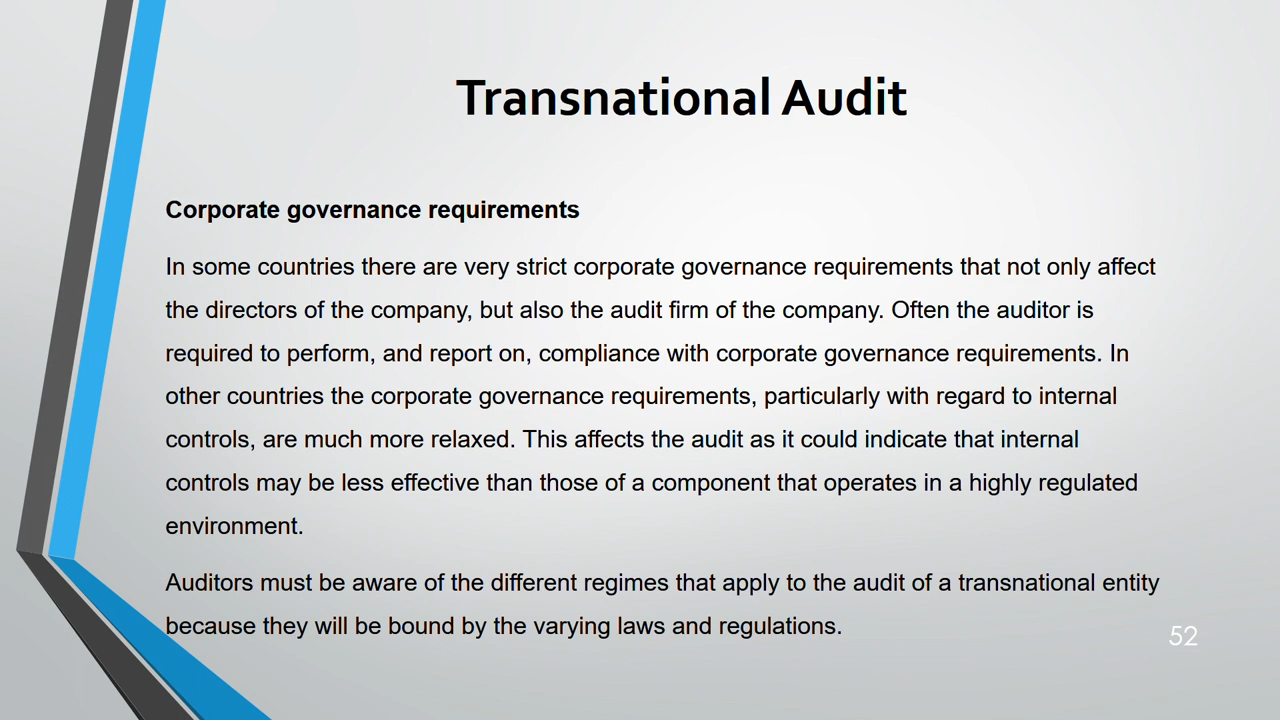 Transnational Audit
Corporate governance requirements
In some countries there are very strict corporate governance requirements that not only affect
the directors of the company, but also the audit firm of the company. Often the auditor is
required to perform, and report on, compliance with corporate governance requirements. In
other countries the corporate governance requirements, particularly with regard to internal
controls, are much more relaxed. This affects the audit as it could indicate that internal
controls may be less effective than those of a component that operates in a highly regulated
environment.
Auditors must be aware of the different regimes that apply to the audit of a transnational entity
because they will be bound by the varying laws and regulations.
52